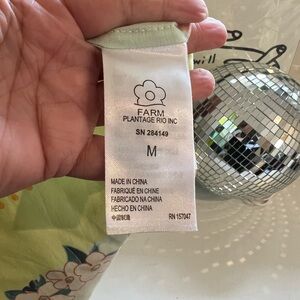 will
FARM
PLANTAGE RIO INC
SN 284149
M
MADE IN CHINA
FABRIQUÉ EN CHINE
FABRICADO NA CHINA
HECHO EN CHINA
中国制造
RN 157047